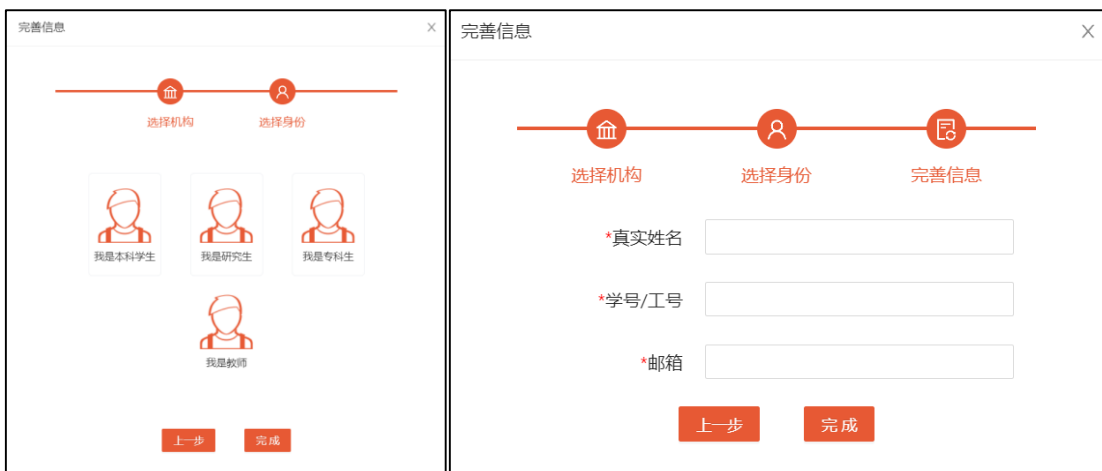 完善信息
选择机构 选择身份
我是本科学生 我是研究生 我是专科生
我是教师
上一步 完成
完善信息
选择机构 选择身份 完善信息
*真实姓名
*学号/工号
*邮箱
上一步 完成